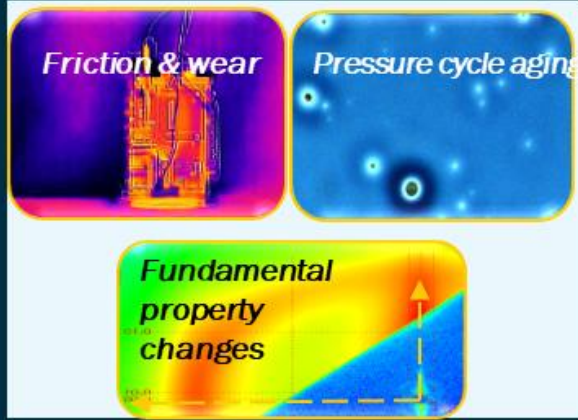 Friction & wear
Pressure cycle aging
Fundamental
property
changes